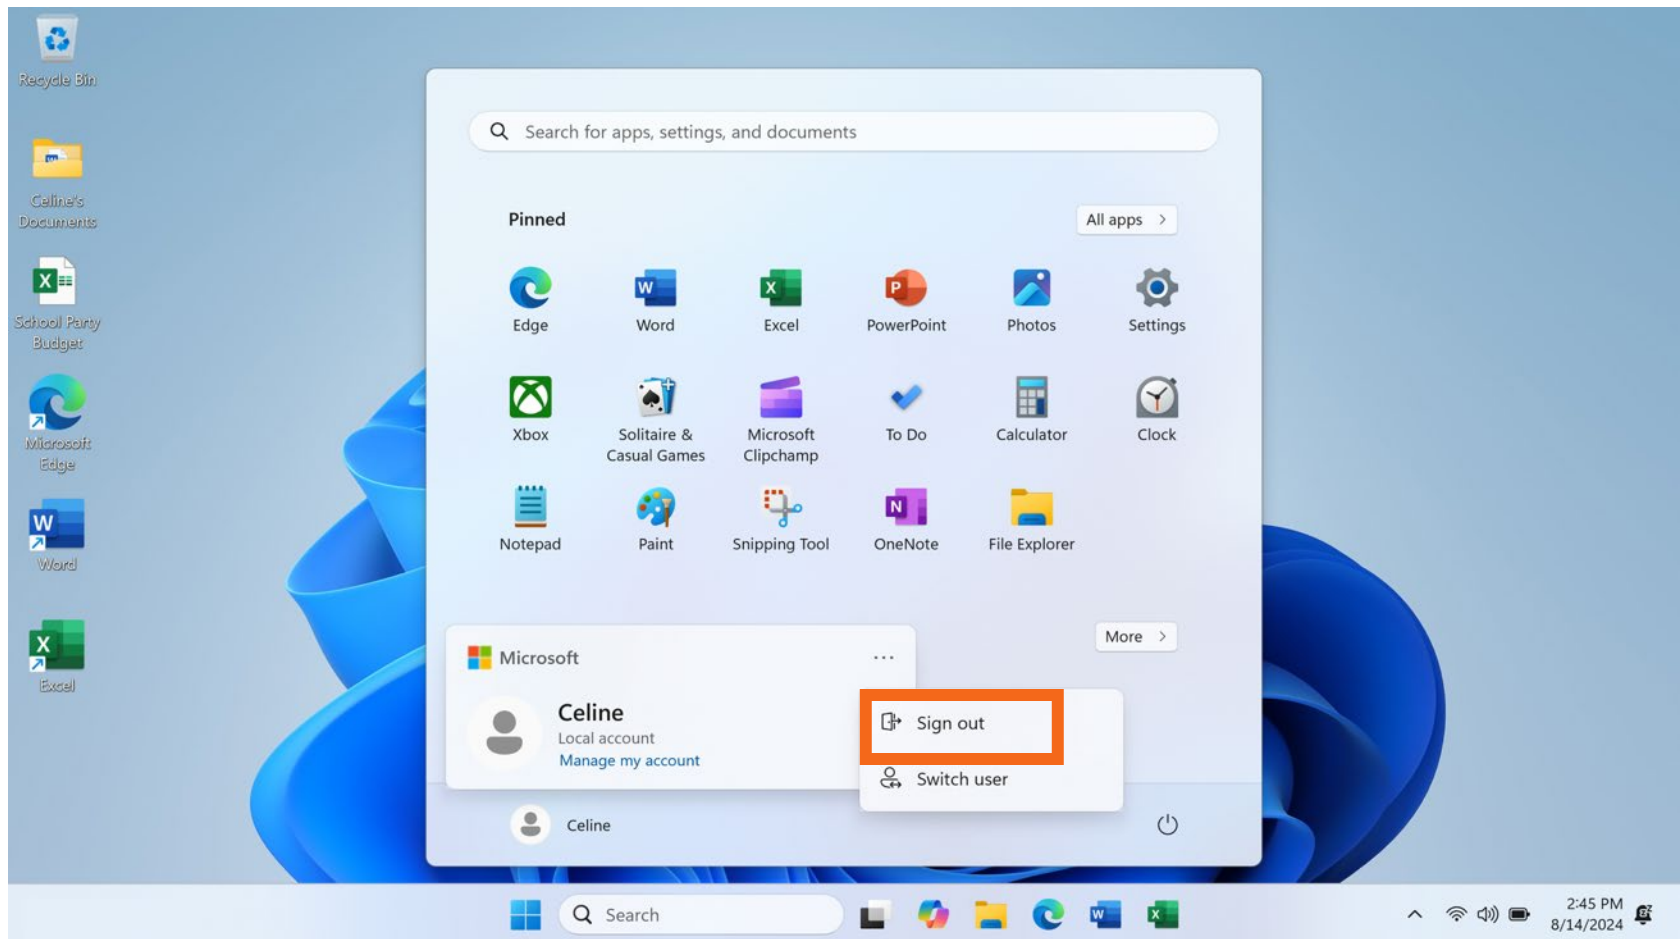 Recycle Bin
Celine's
Documents
School Party
Budget
Microsoft
Edge
Word
Excel
Search for apps, settings, and documents
Pinned
All apps
Edge
Word
Excel
PowerPoint
Photos
Settings
Xbox
Solitaire &
Casual Games
Microsoft
Clipchamp
To Do
Calculator
Clock
Notepad
Paint
Snipping Tool
OneNote
File Explorer
More
Microsoft
...
Celine
Local account
Manage my account
Sign out
Switch user
Celine
Search
2:45 PM
8/14/2024